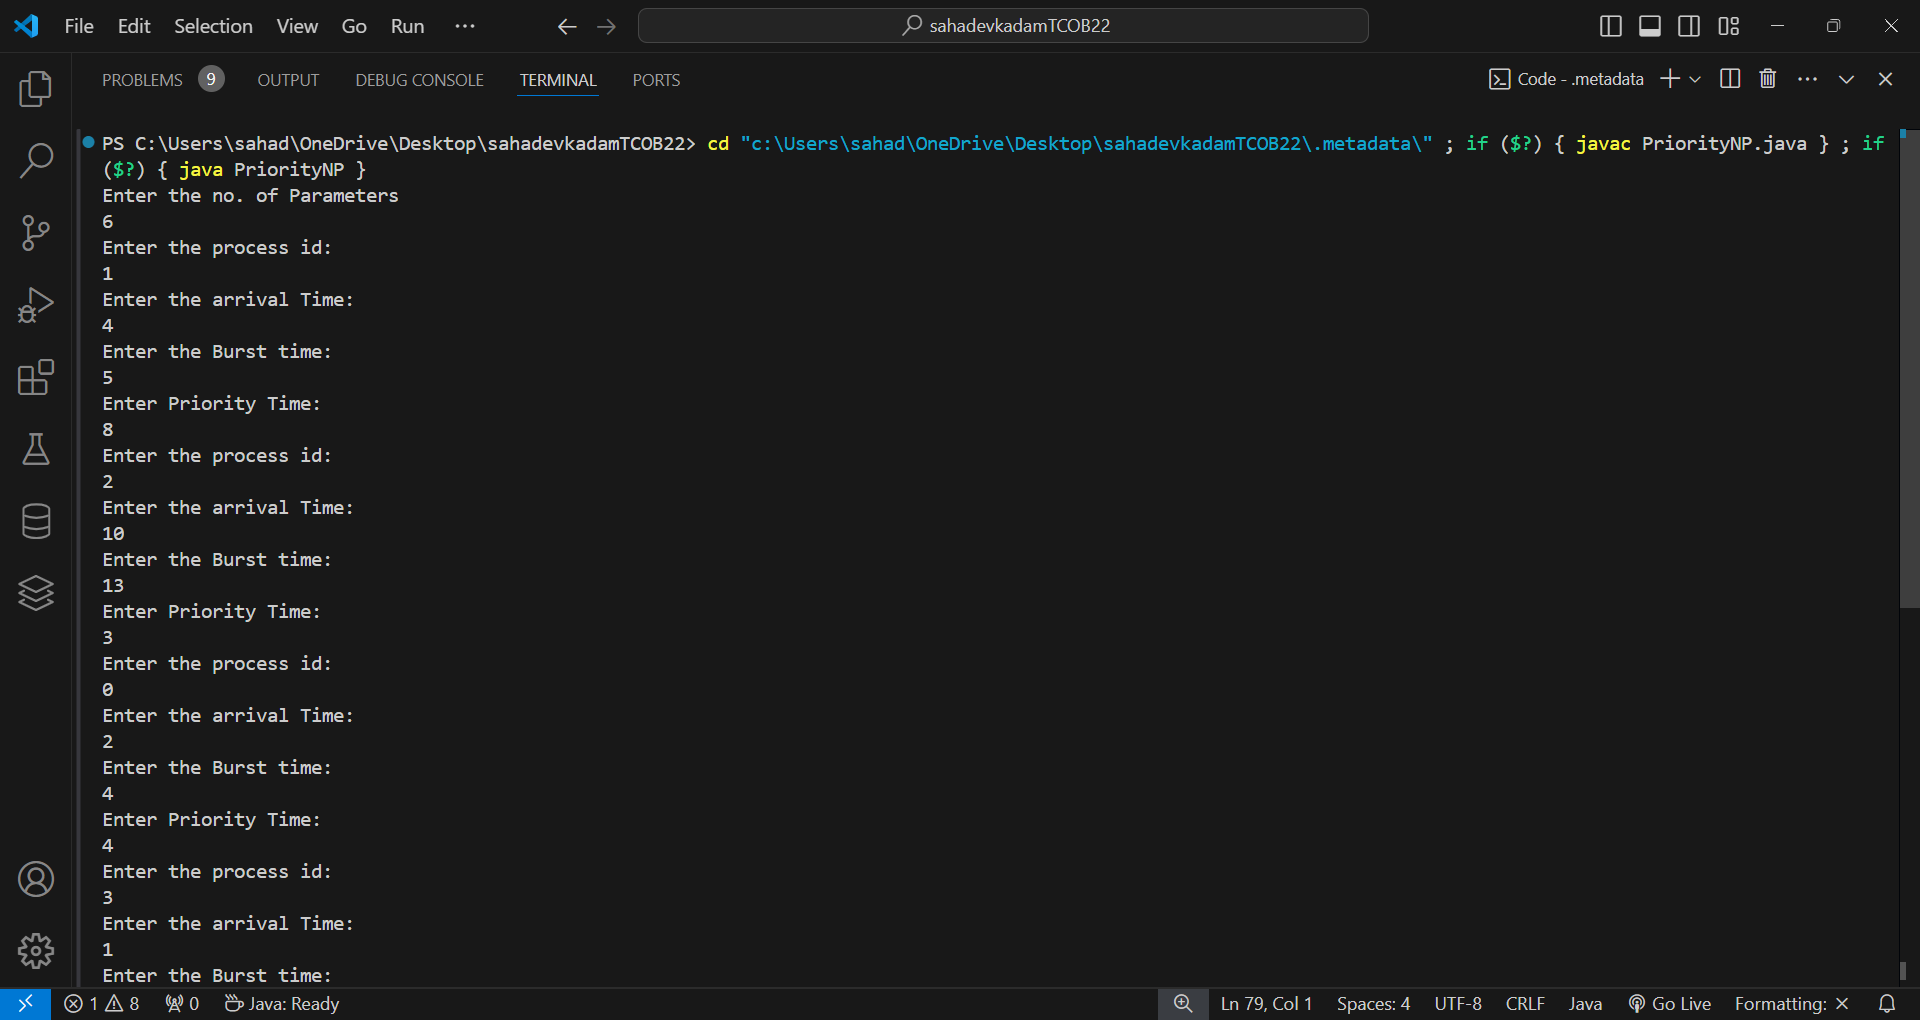 File Edit Selection View Go Run ··· sahadevkadamTCOB22
PROBLEMS 9 OUTPUT DEBUG CONSOLE TERMINAL PORTS Code - .metadata
PS C:\Users\sahad\OneDrive\Desktop\sahadevkadamTCOB22> cd "c:\Users\sahad\OneDrive\Desktop\sahadevkadamTCOB22\.metadata\" ; if ($?) { javac PriorityNP.java } ; if
($?) { java PriorityNP }
Enter the no. of Parameters
6
Enter the process id:
1
Enter the arrival Time:
4
Enter the Burst time:
5
Enter Priority Time:
8
Enter the process id:
2
Enter the arrival Time:
10
Enter the Burst time:
13
Enter Priority Time:
3
Enter the process id:
0
Enter the arrival Time:
2
Enter the Burst time:
4
Enter Priority Time:
4
Enter the process id:
3
Enter the arrival Time:
1
Enter the Burst time:
1 8 0 Java: Ready Ln 79, Col 1 Spaces: 4 UTF-8 CRLF Java Go Live Formatting: ×